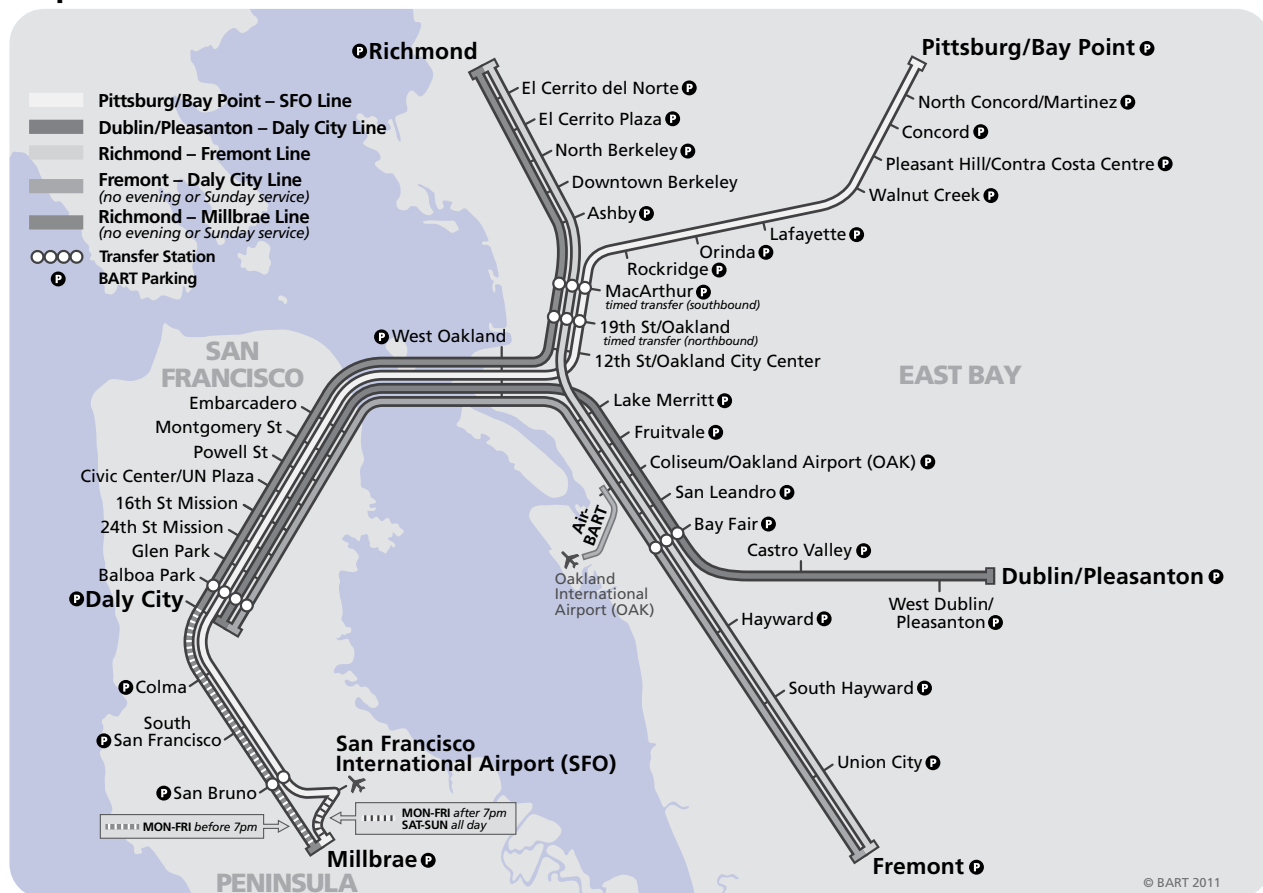 Richmond
Pittsburg/Bay Point
Pittsburg/Bay Point – SFO Line
Dublin/Pleasanton – Daly City Line
Richmond – Fremont Line
Fremont – Daly City Line
(no evening or Sunday service)
Richmond – Millbrae Line
(no evening or Sunday service)
Transfer Station
P BART Parking
El Cerrito del Norte P
El Cerrito Plaza P
North Berkeley P
Downtown Berkeley
Ashby P
North Concord/Martinez P
Concord P
Pleasant Hill/Contra Costa Centre P
Walnut Creek P
Lafayette P
Orinda P
Rockridge P
MacArthur P
timed transfer (southbound)
19th St/Oakland
timed transfer (northbound)
12th St/Oakland City Center
P West Oakland
SAN
FRANCISCO
EAST BAY
Embarcadero
Montgomery St
Powell St
Civic Center/UN Plaza
16th St Mission
24th St Mission
Glen Park
Balboa Park
P Daly City
Lake Merritt P
Fruitvale P
Coliseum/Oakland Airport (OAK) P
San Leandro P
Bay Fair P
Castro Valley P
Dublin/Pleasanton P
West Dublin/
Pleasanton P
Air-
BART
Oakland
International
Airport (OAK)
Hayward P
South Hayward P
Union City P
Fremont P
P Colma
South
P San Francisco
San Francisco
International Airport (SFO)
P San Bruno
MON-FRI before 7pm
MON-FRI after 7pm
SAT-SUN all day
Millbrae P
PENINSULA
© BART 2011